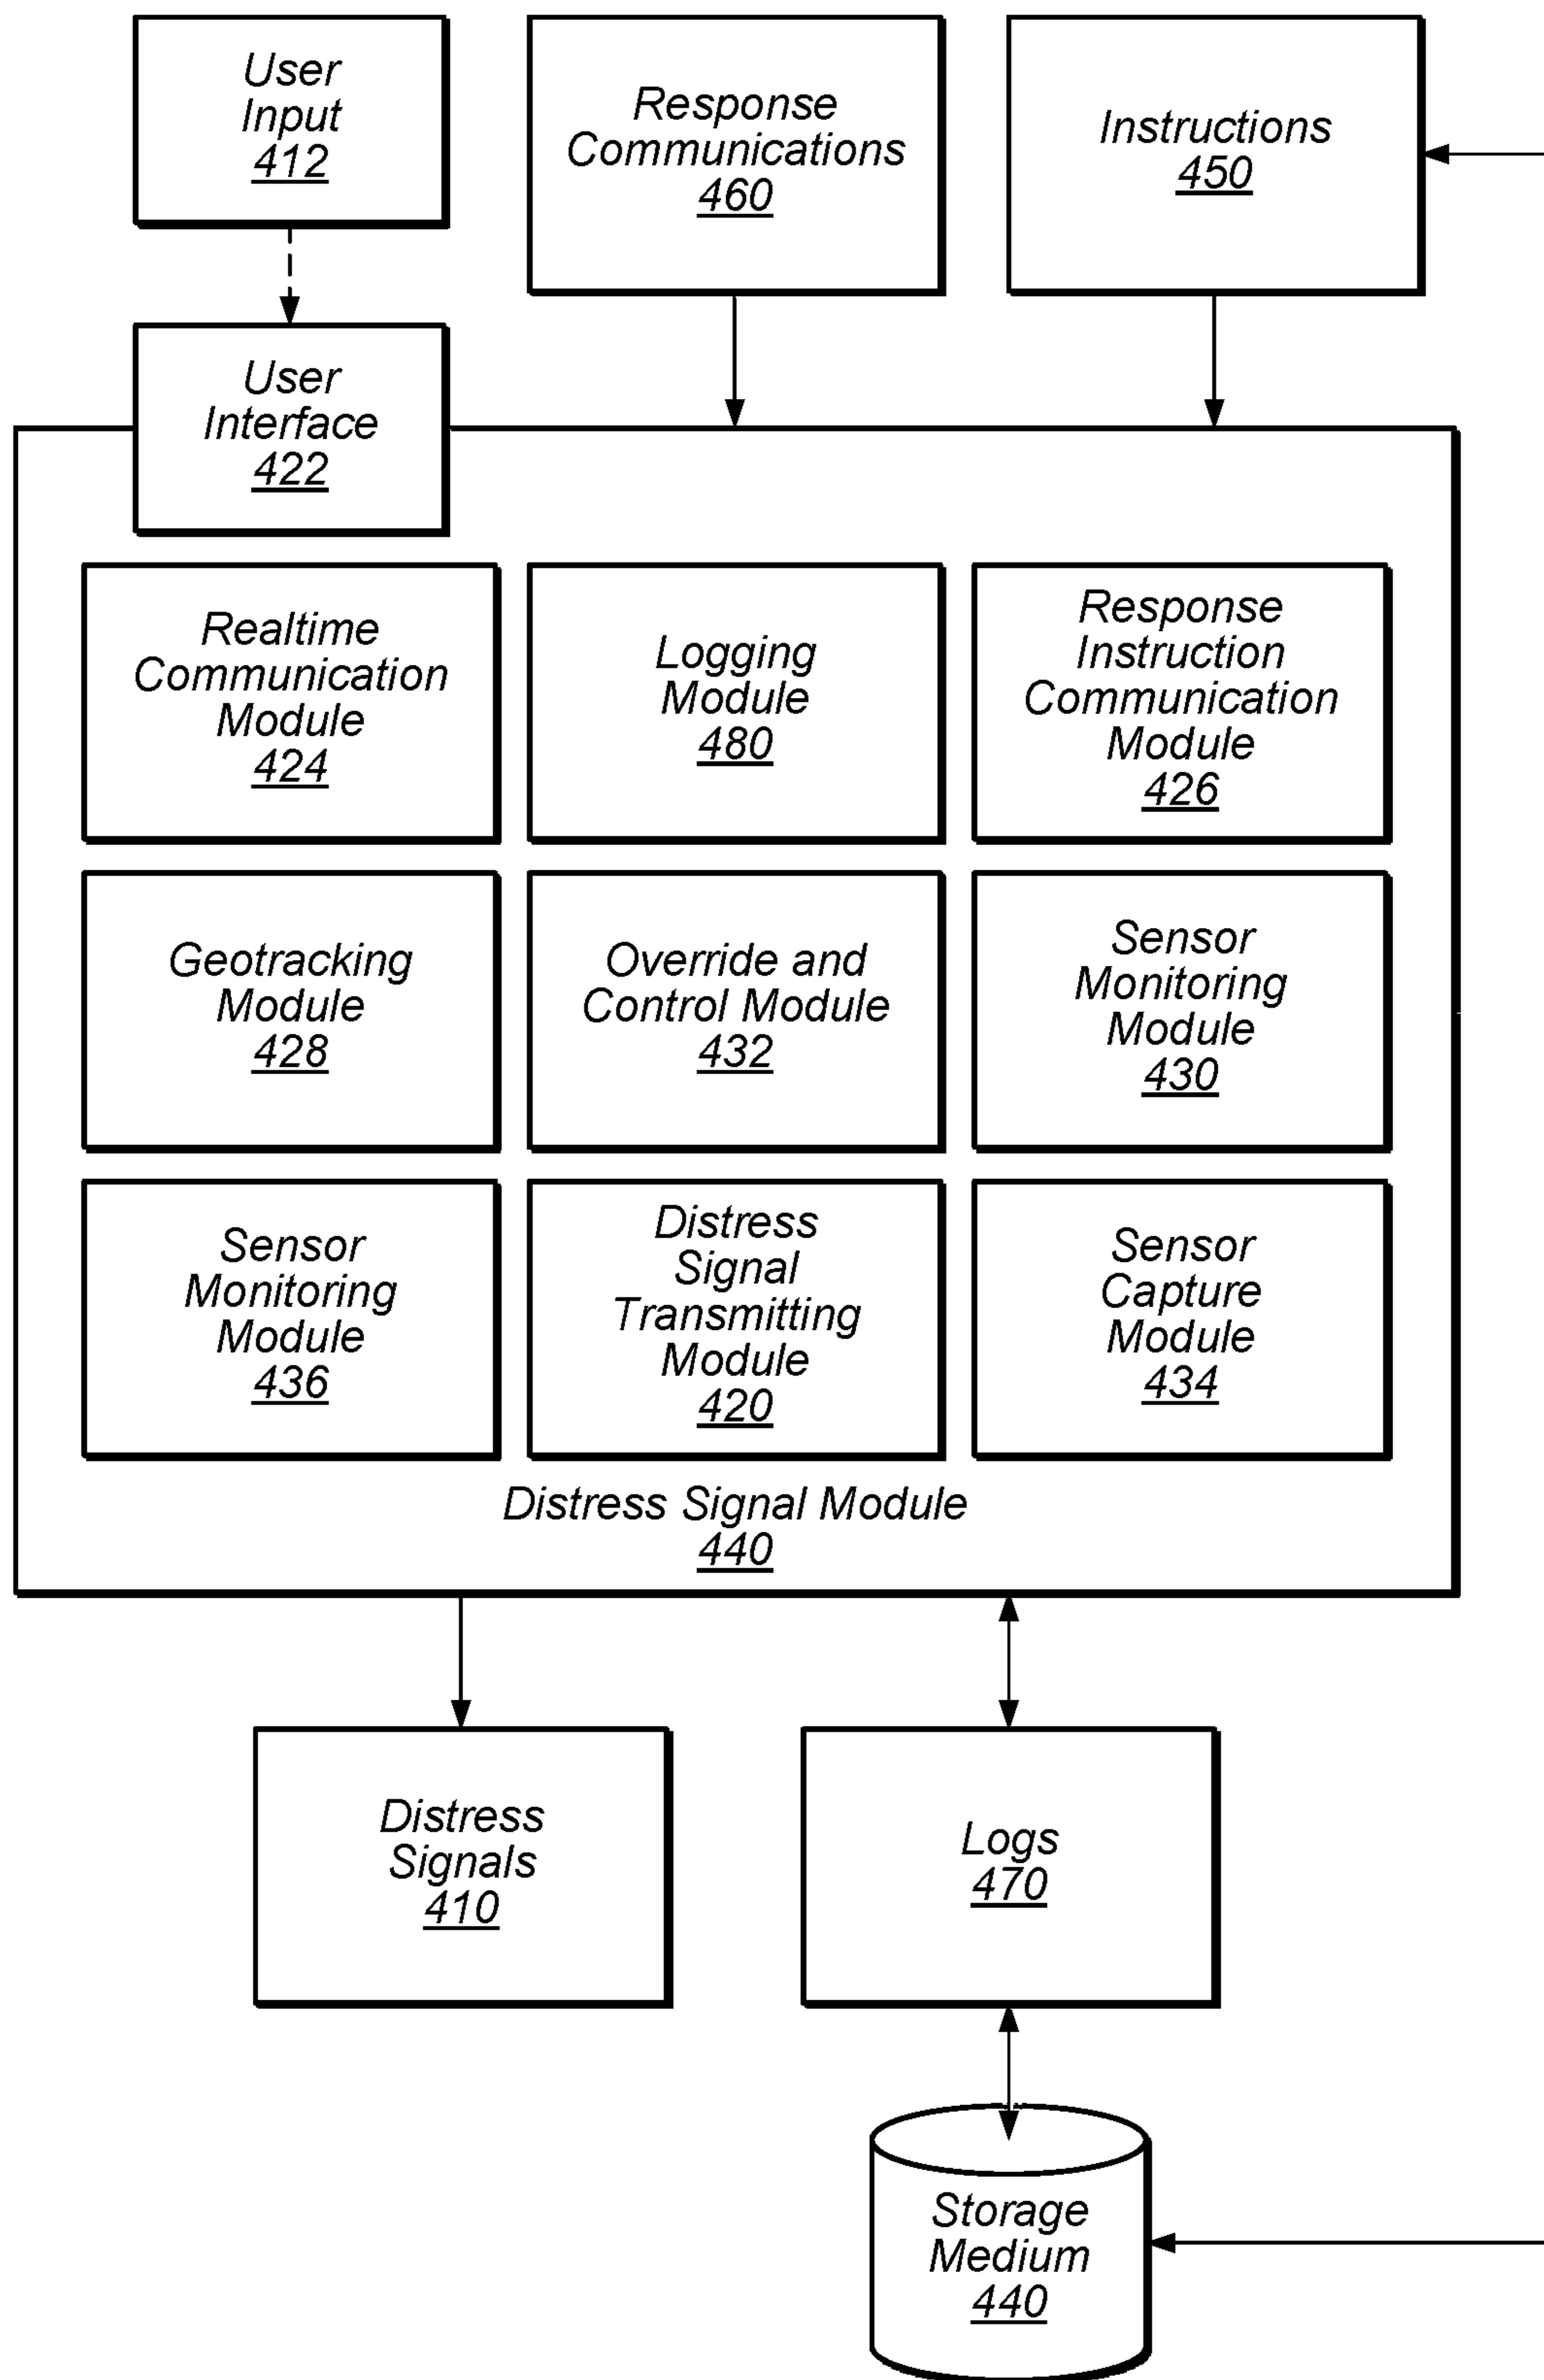 User
Input
412
Response
Communications
460
Instructions
450
User
Interface
422
Realtime
Communication
Module
424
Logging
Module
480
Response
Instruction
Communication
Module
426
Geotracking
Module
428
Override and
Control Module
432
Sensor
Monitoring
Module
430
Sensor
Monitoring
Module
436
Distress
Signal
Transmitting
Module
420
Sensor
Capture
Module
434
Distress Signal Module
440
Distress
Signals
410
Logs
470
Storage
Medium
440